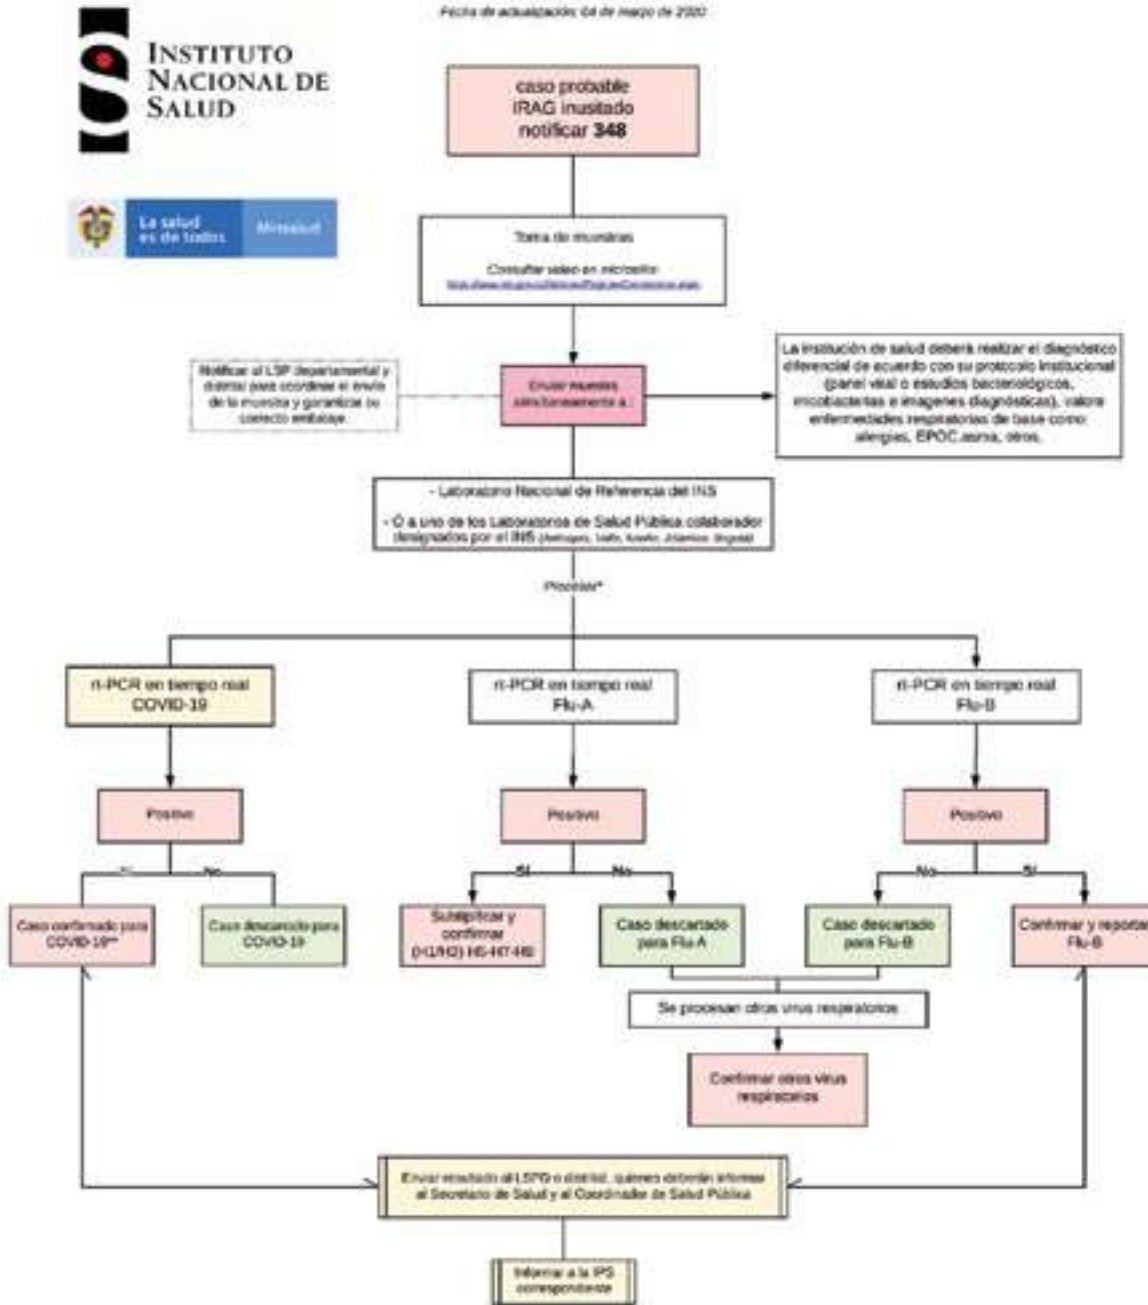 Fecha de actualización: 04 de marzo de 2020
INSTITUTO
NACIONAL DE
SALUD
La salud
es de todos
Minsalud
caso probable
IRAG inusitado
notificar 348
Toma de muestras
Consultar video en micrositio
Notificar al LSP departamental y
distrital para coordinar el envío
de la muestra y garantizar su
correcto embalaje
Enviar muestra
simultáneamente a :
La institución de salud deberá realizar el diagnóstico
diferencial de acuerdo con su protocolo institucional
(panel viral o estudios bacteriológicos,
micobacterias e imagenes diagnósticas), valore
enfermedades respiratorias de base como:
alergias, EPOC,asma, otros.
- Laboratorio Nacional de Referencia del INS
- Ó a uno de los Laboratorios de Salud Pública colaborador
designados por el INS
Procesar*
rt-PCR en tiempo real
COVID-19
rt-PCR en tiempo real
Flu-A
rt-PCR en tiempo real
Flu-B
Positivo
Positivo
Positivo
No
Sí
No
No
Sí
Caso confirmado para
COVID-19**
Caso descartado para
COVID-19
Subtipificar y
confirmar
Caso descartado
para Flu-A
Caso descartado
para Flu-B
Confirmar y reportar
Flu-B
Se procesan otros virus respiratorios
Confirmar otros virus
respiratorios
Enviar resultado al LSPD o distrital, quienes deberán informar
al Secretario de Salud y al Coordinador de Salud Pública
Informar a la IPS
correspondiente